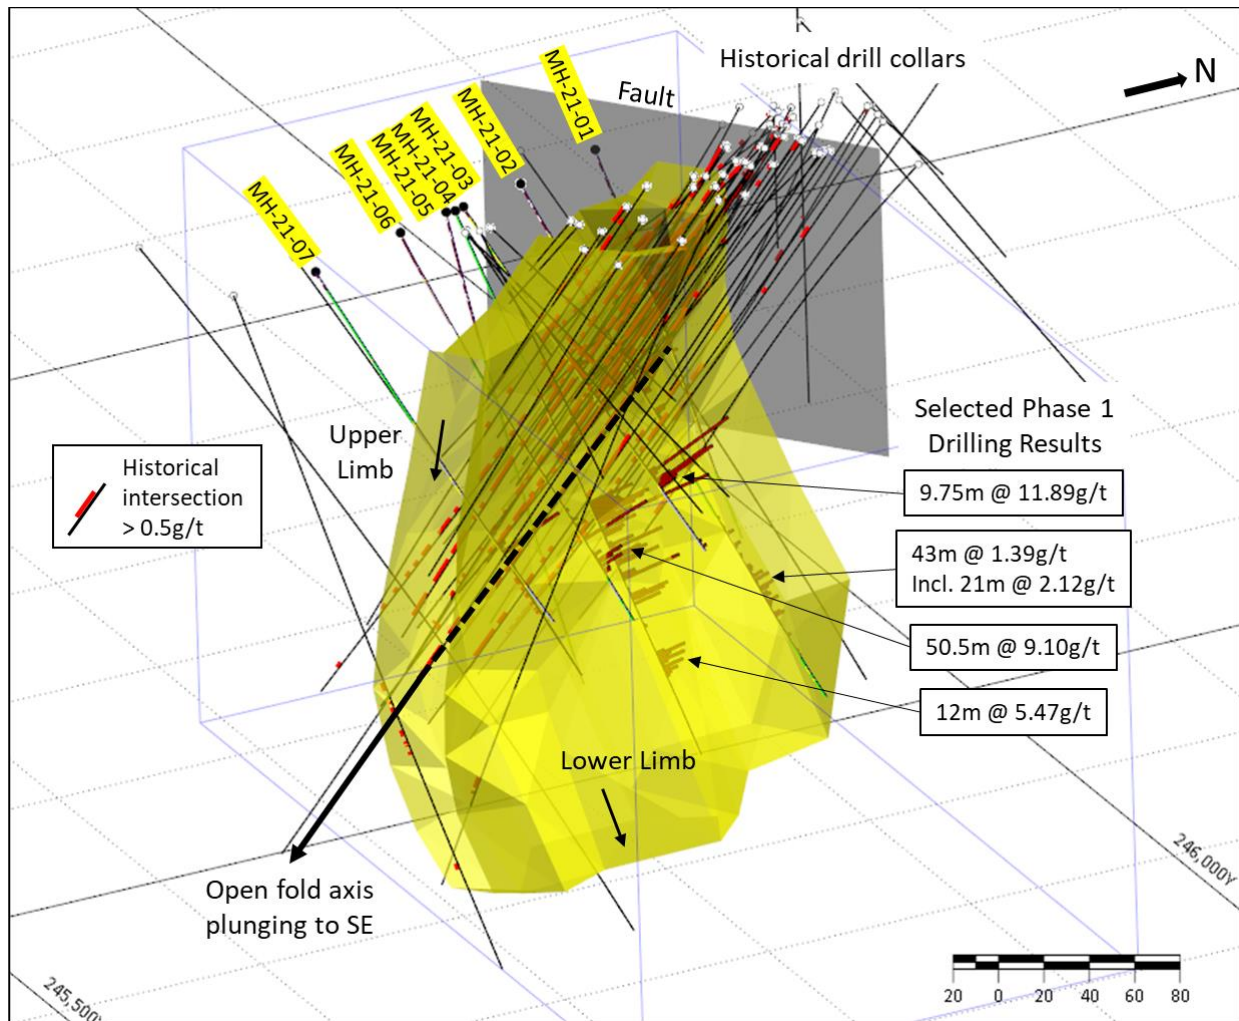 Historical drill collars
N
Fault
MH-21-01
MH-21-02
MH-21-03
MH-21-04
MH-21-05
MH-21-06
MH-21-07
Upper
Limb
Historical
intersection
> 0.5g/t
Selected Phase 1
Drilling Results
9.75m @ 11.89g/t
43m @ 1.39g/t
Incl. 21m @ 2.12g/t
50.5m @ 9.10g/t
12m @ 5.47g/t
Lower Limb
Open fold axis
plunging to SE
246,000Y
245,500Y
20 0 20 40 60 80